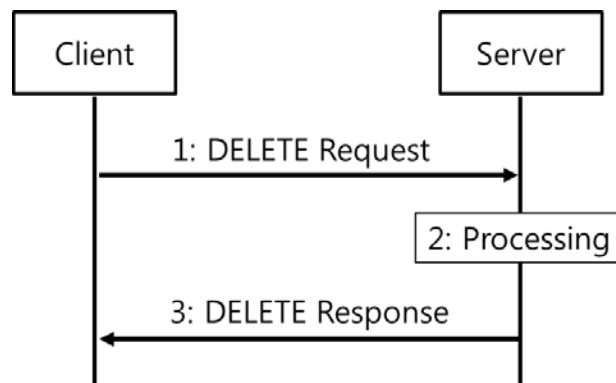 Client
Server
1: DELETE Request
2: Processing
3: DELETE Response